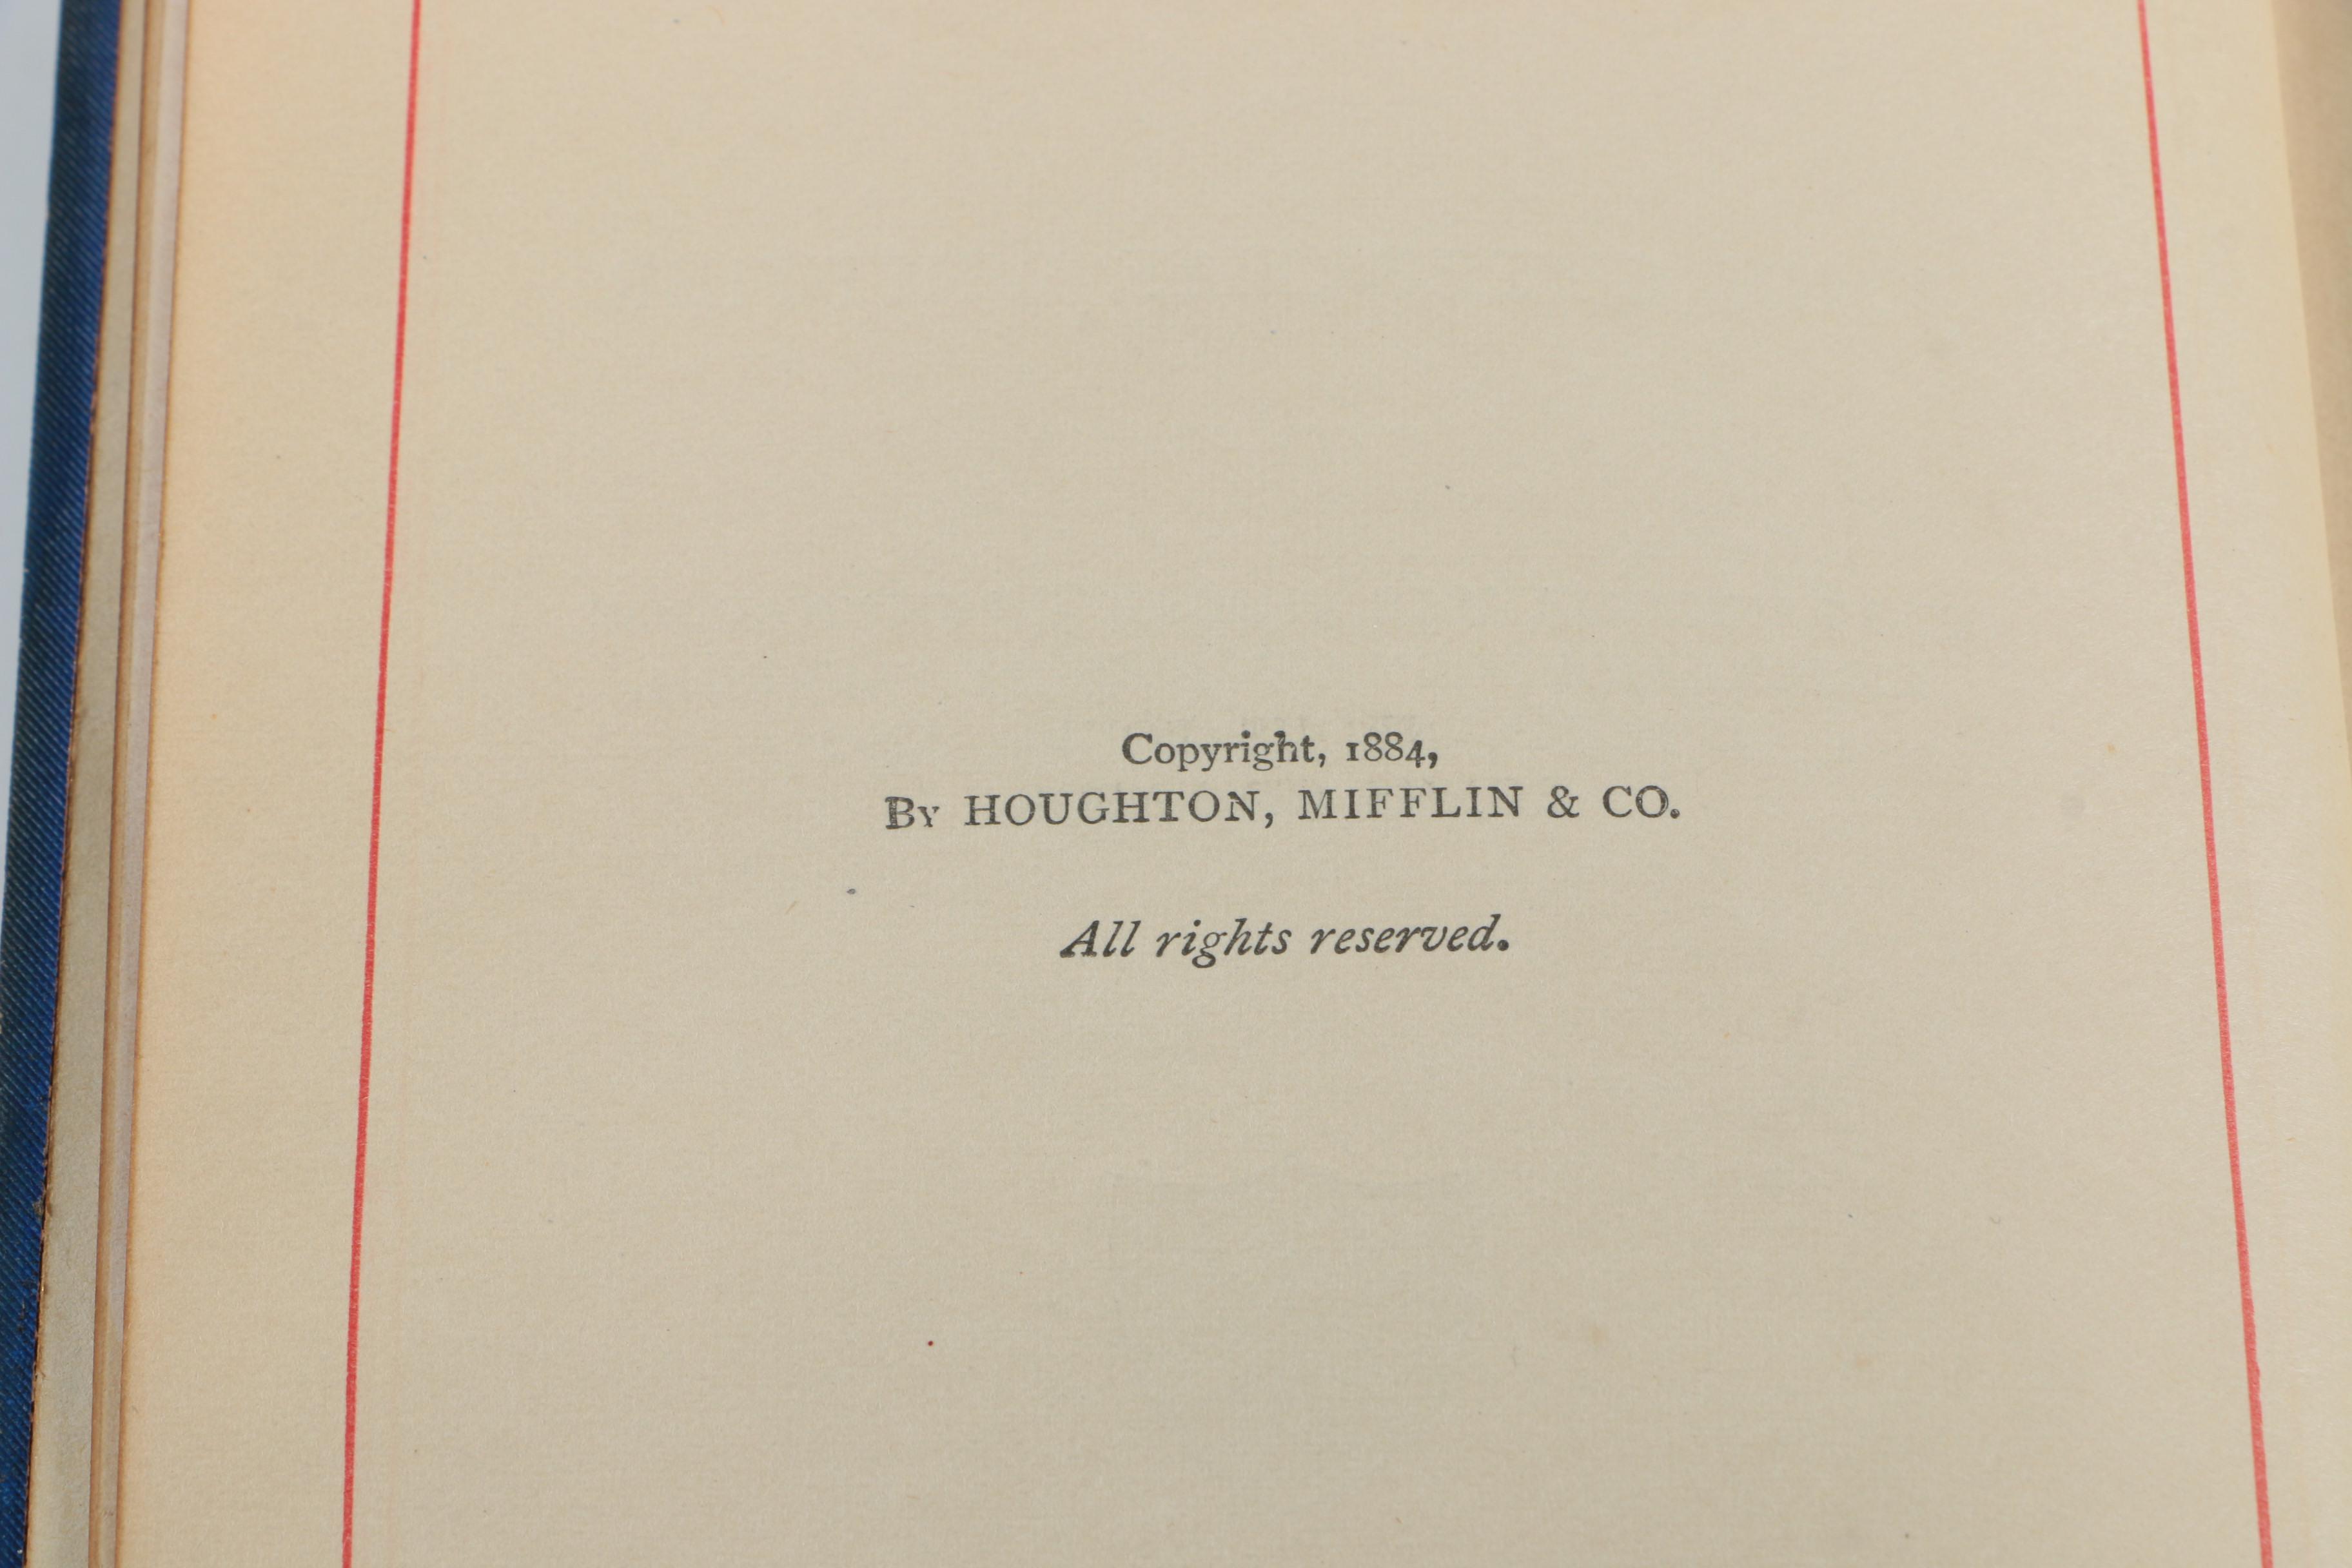 Copyright, 1884,
By HOUGHTON, MIFFLIN & CO.
All rights reserved.